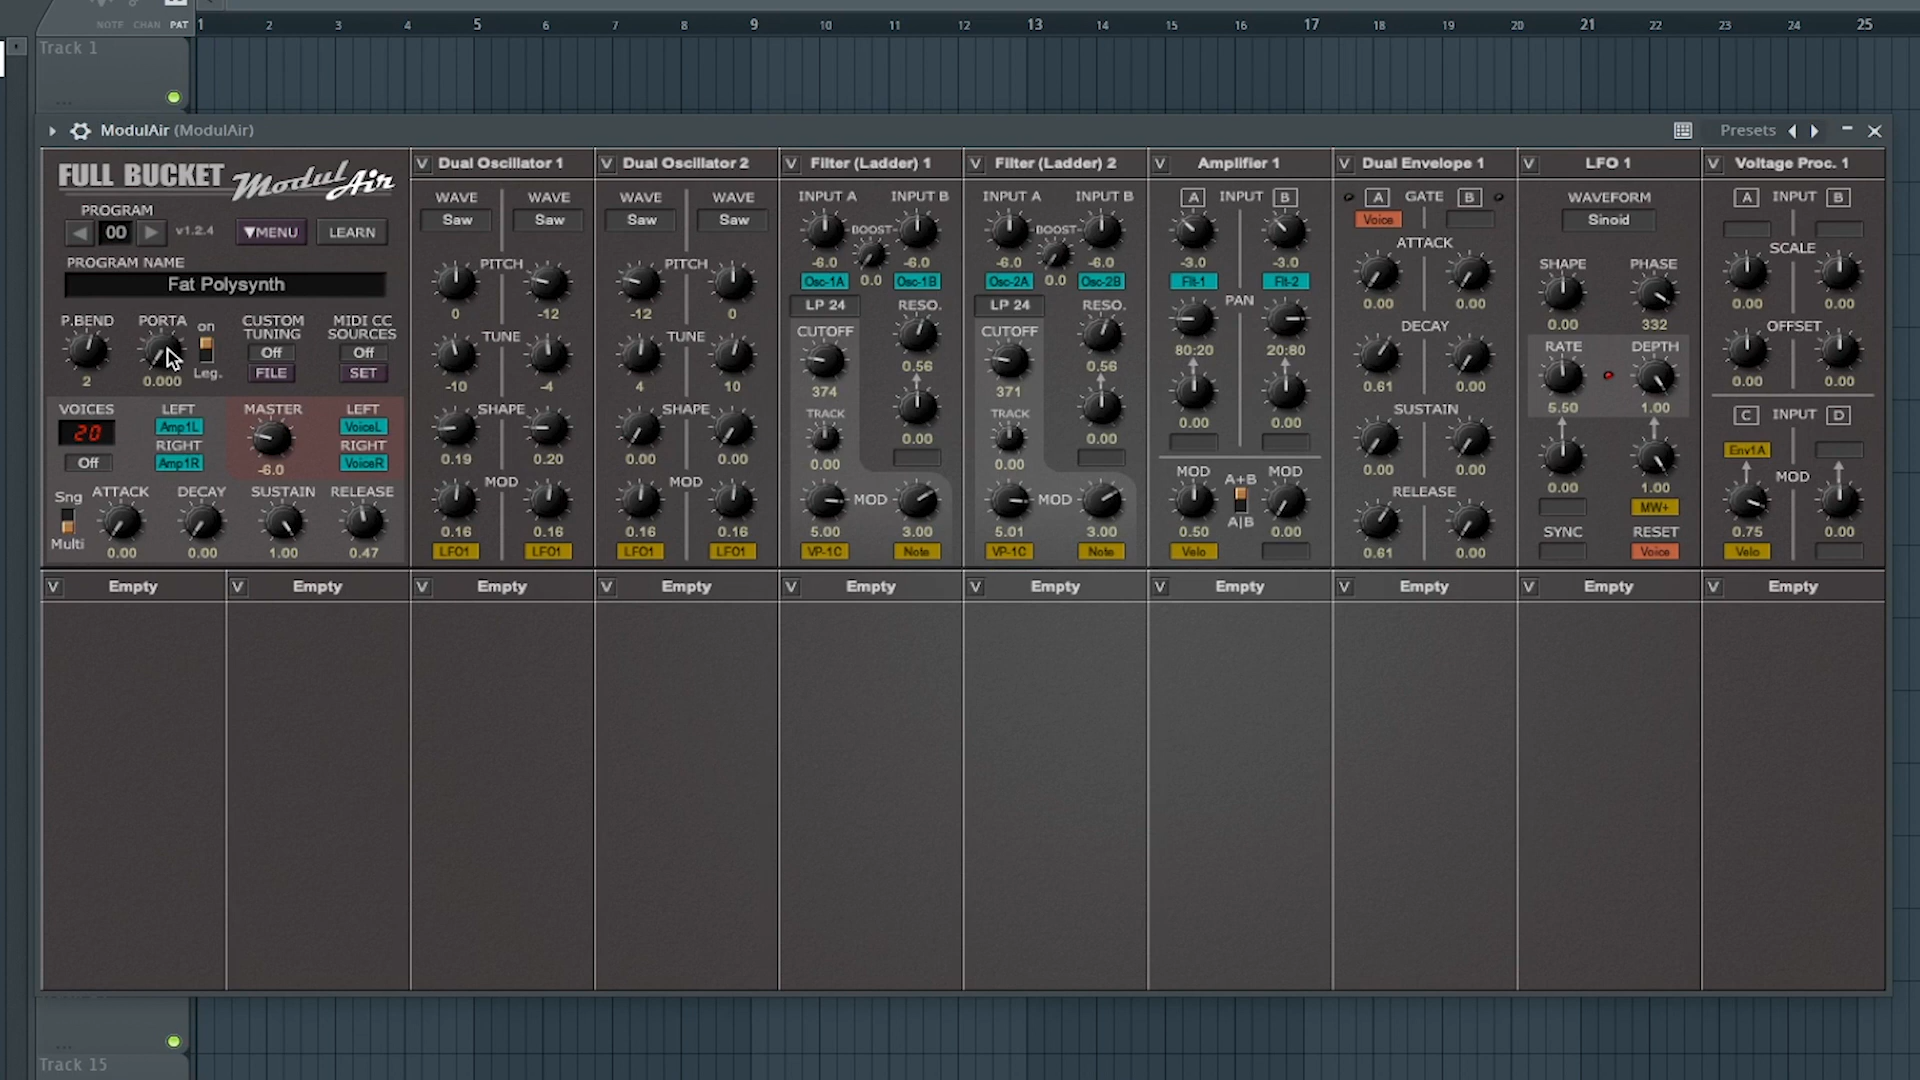 NOTE CHAN PAT 1 2 3 4 5 6 7 8 9 10 11 12 13 14 15 16 17 18 19 20 21 22 23 24 25
Track 1
...
ModulAir (ModulAir) Presets
FULL BUCKET ModulAir
PROGRAM
00 v1.2.4 ▼MENU LEARN
PROGRAM NAME
Fat Polysynth
P.BEND PORTA on CUSTOM TUNING MIDI CC SOURCES
Off Off
2 0.000 Leg. FILE SET
VOICES LEFT MASTER LEFT
20 Amp1L VoiceL
RIGHT RIGHT
Off Amp1R -6.0 VoiceR
Sng ATTACK DECAY SUSTAIN RELEASE
Multi 0.00 0.00 1.00 0.47
V Dual Oscillator 1
WAVE WAVE
Saw Saw
PITCH
0 -12
TUNE
-10 -4
SHAPE
0.19 0.20
MOD
0.16 0.16
LFO1 LFO1
V Dual Oscillator 2
WAVE WAVE
Saw Saw
PITCH
-12 0
TUNE
4 10
SHAPE
0.00 0.00
MOD
0.16 0.16
LFO1 LFO1
V Filter (Ladder) 1
INPUT A INPUT B
BOOST
-6.0 -6.0
Osc-1A 0.0 Osc-1B
LP 24 RESO.
CUTOFF
0.56
374
TRACK
0.00
0.00
MOD
5.00 3.00
VP-1C Note
V Filter (Ladder) 2
INPUT A INPUT B
BOOST
-6.0 -6.0
Osc-2A 0.0 Osc-2B
LP 24 RESO.
CUTOFF
0.56
371
TRACK
0.00
0.00
MOD
5.01 3.00
VP-1C Note
V Amplifier 1
A INPUT B
-3.0 -3.0
Flt-1 Flt-2
PAN
80:20 20:80
0.00 0.00
MOD A+B MOD
A|B
0.50 0.00
Velo
V Dual Envelope 1
A GATE B
Voice
ATTACK
0.00 0.00
DECAY
0.61 0.00
SUSTAIN
0.00 0.00
RELEASE
0.61 0.00
V LFO 1
WAVEFORM
Sinoid
SHAPE PHASE
0.00 332
RATE DEPTH
5.50 1.00
0.00 1.00
MW+
SYNC RESET
Voice
V Voltage Proc. 1
A INPUT B
SCALE
0.00 0.00
OFFSET
0.00 0.00
C INPUT D
Env1A
MOD
0.75 0.00
Velo
V Empty V Empty V Empty V Empty V Empty V Empty V Empty V Empty V Empty V Empty
...
Track 15